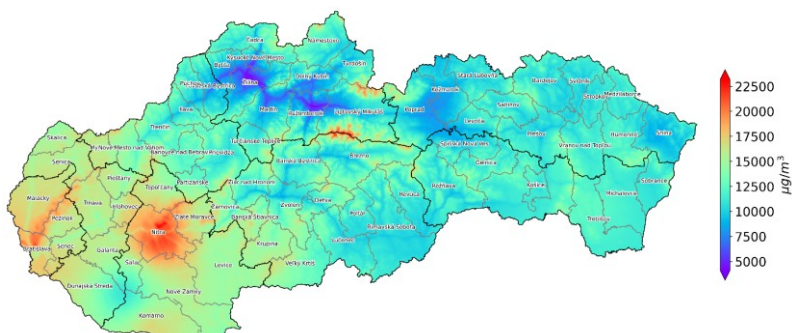 Čadca
Námestovo
Kysucké Nové Mesto
Bytča
Tvrdošín
Stará Ľubovňa
Púchov
Žilina
Dolný Kubín
Kežmarok
Bardejov
Svidník
Považská Bystrica
Stropkov
Medzilaborce
Ilava
Martin
Ružomberok
Liptovský Mikuláš
Poprad
Sabinov
Levoča
Trenčín
Prešov
Humenné
Snina
Skalica
Turčianske Teplice
Vranov nad Topľou
Nové Mesto nad Váhom
Bánovce nad Bebravou
Prievidza
Spišská Nová Ves
Senica
Banská Bystrica
Brezno
Gelnica
Piešťany
Partizánske
Topoľčany
Žiar nad Hronom
Rožňava
Košice
Sobrance
Malacky
Trnava
Hlohovec
Zlaté Moravce
Žarnovica
Zvolen
Detva
Revúca
Michalovce
Pezinok
Banská Štiavnica
Poltár
Trebišov
Nitra
Krupina
Rimavská Sobota
Bratislava
Senec
Galanta
Lučenec
Šaľa
Levice
Veľký Krtíš
Dunajská Streda
Nové Zámky
Komárno
22500
20000
17500
15000
12500
10000
7500
5000
μg/m³